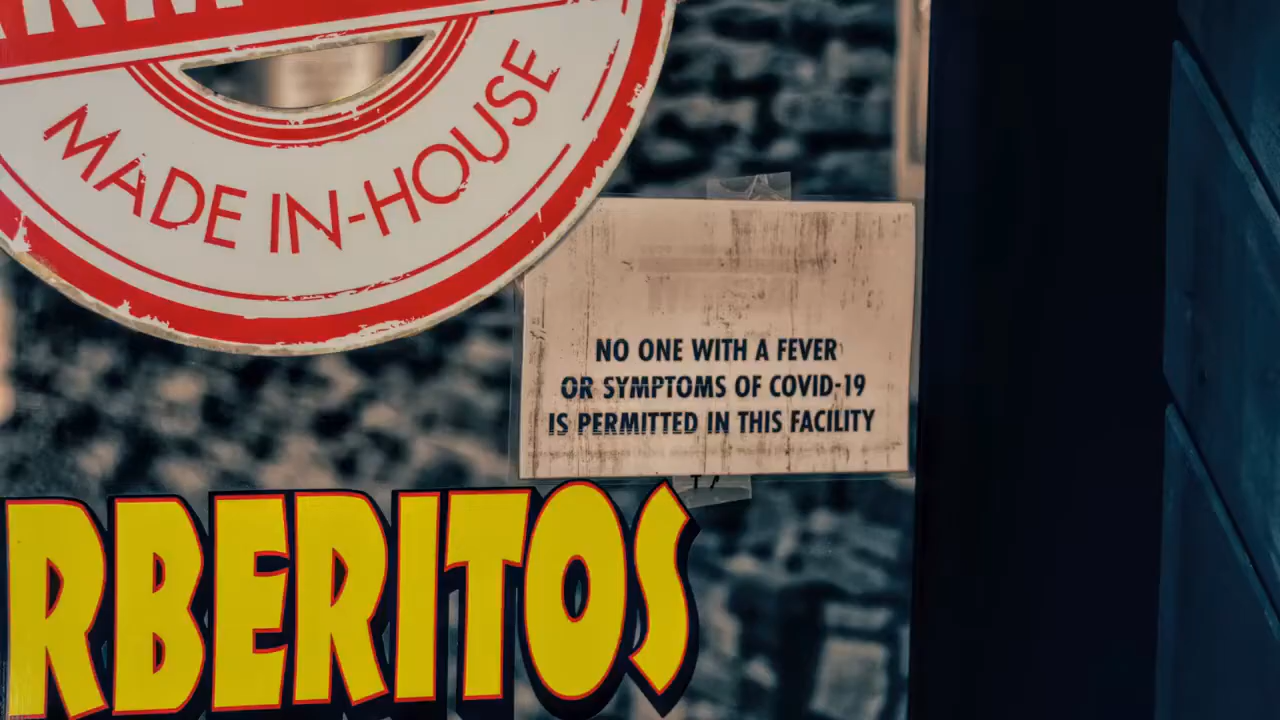 MADE IN-HOUSE
NO ONE WITH A FEVER
OR SYMPTOMS OF COVID-19
IS PERMITTED IN THIS FACILITY
RBERITOS